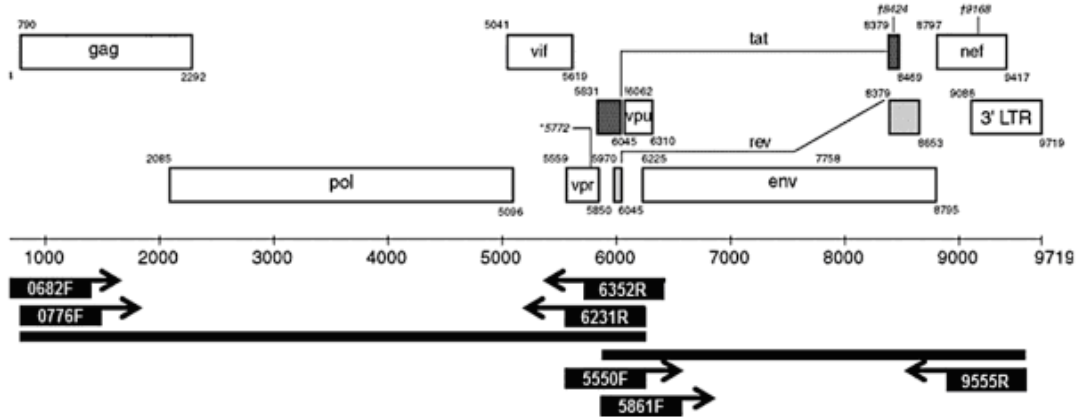 790 5041 †8424 8379 8797 †9168
gag vif tat nef
2292 5619 8469 9417
5831 !6062 8379 9086
vpu 3' LTR
*5772 6045 6310 rev 8653 9719
2085 5559 5970 6225 7758
pol vpr env
5096 5850 6045 8795
1000 2000 3000 4000 5000 6000 7000 8000 9000 9719
0682F 6352R
0776F 6231R
5550F 9555R
5861F